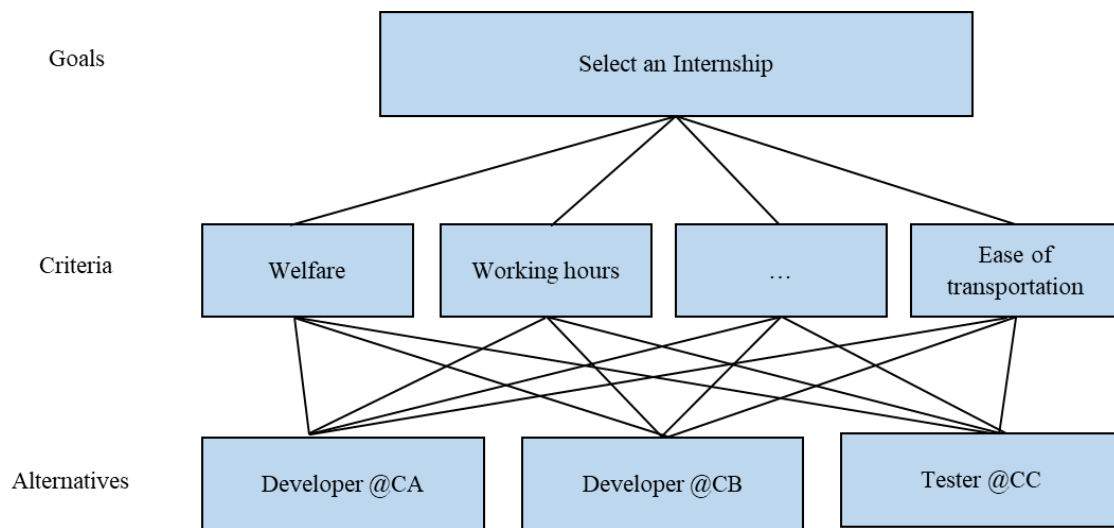 Goals
Select an Internship
Criteria
Welfare
Working hours
…
Ease of
transportation
Alternatives
Developer @CA
Developer @CB
Tester @CC